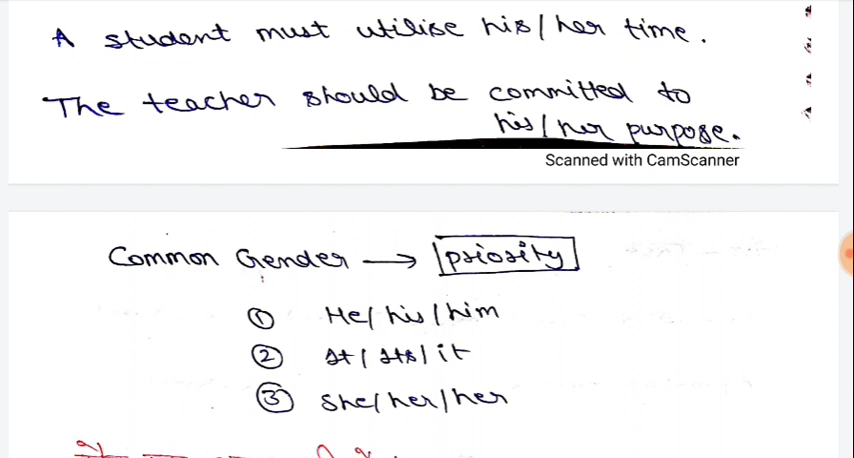 A student must utilise his/her time.
The teacher should be committed to
his/her purpose.
Scanned with CamScanner
Common Gender → priority
① He/his/him
② It/Its/it
③ She/her/her